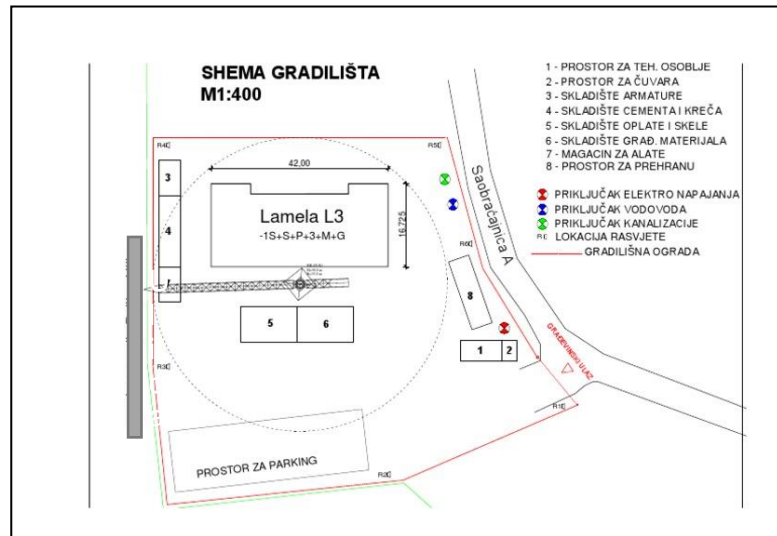 SHEMA GRADILIŠTA
M1:400
1 - PROSTOR ZA TEH. OSOBLJE
2 - PROSTOR ZA ČUVARA
3 - SKLADIŠTE ARMATURE
4 - SKLADIŠTE CEMENTA I KREČA
5 - SKLADIŠTE OPLATE I SKELE
6 - SKLADIŠTE GRAĐ. MATERIJALA
7 - MAGACIN ZA ALATE
8 - PROSTOR ZA PREHRANU
PRIKLJUČAK ELEKTRO NAPAJANJA
PRIKLJUČAK VODOVODA
PRIKLJUČAK KANALIZACIJE
R LOKACIJA RASVJETE
GRADILIŠNA OGRADA
R4
R5
42,00
3
Lamela L3
-1S+S+P+3+M+G
16,725
Saobraćajnica A
4
R6
8
5
6
1
2
GRAĐEVINSKI ULAZ
R3
R1
PROSTOR ZA PARKING
R2